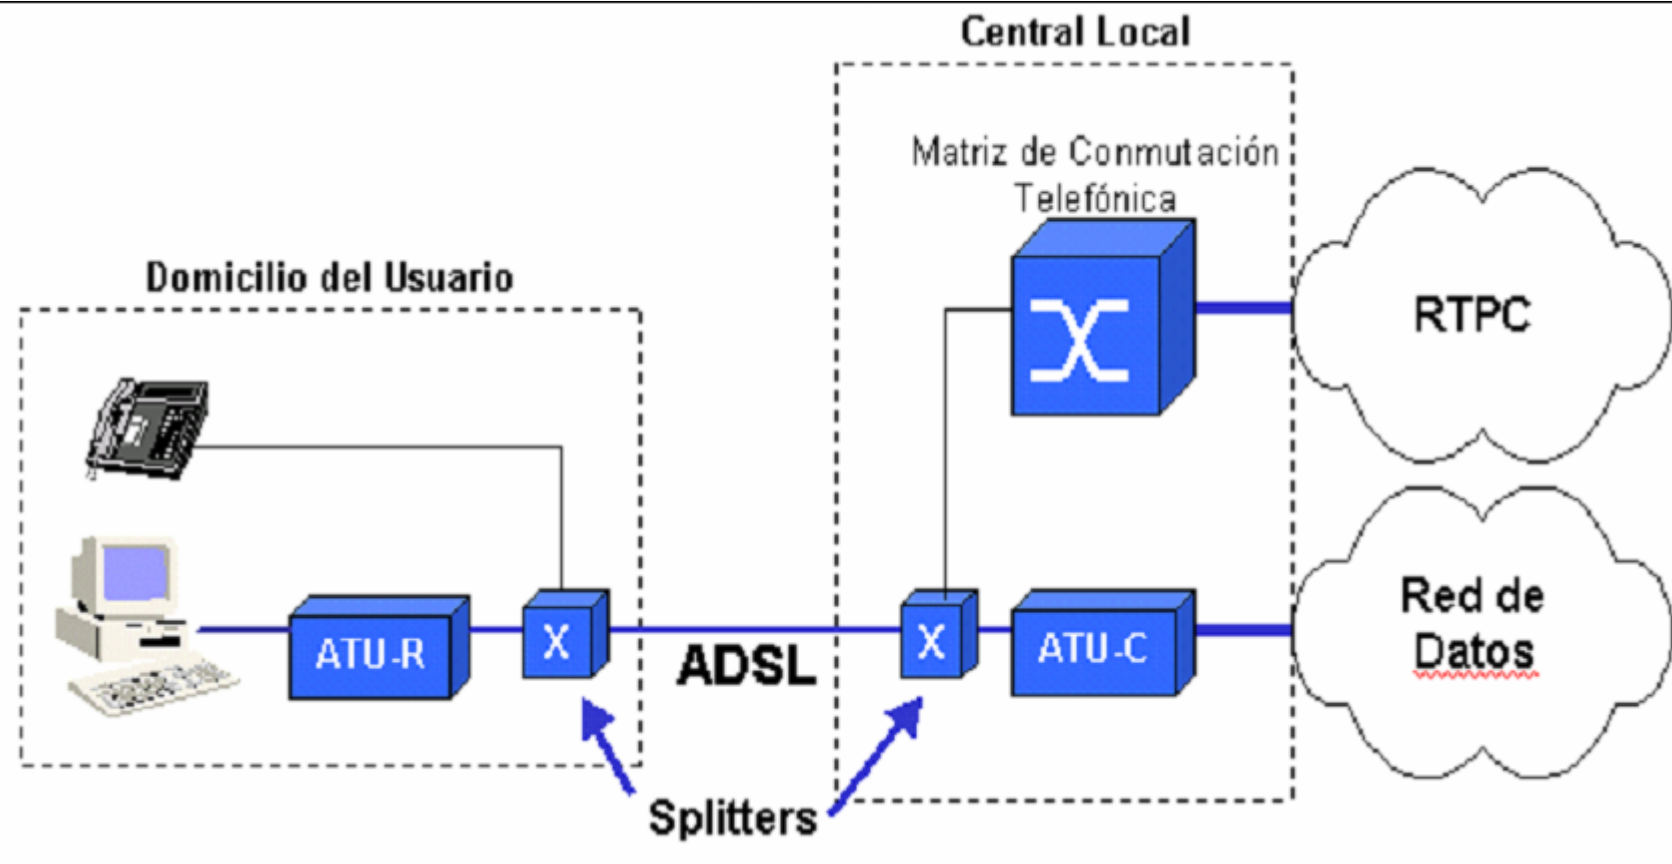 Central Local
Matriz de Conmutación
Telefónica
RTPC
Domicilio del Usuario
ATU-R
X
ADSL
X
ATU-C
Red de
Datos
Splitters